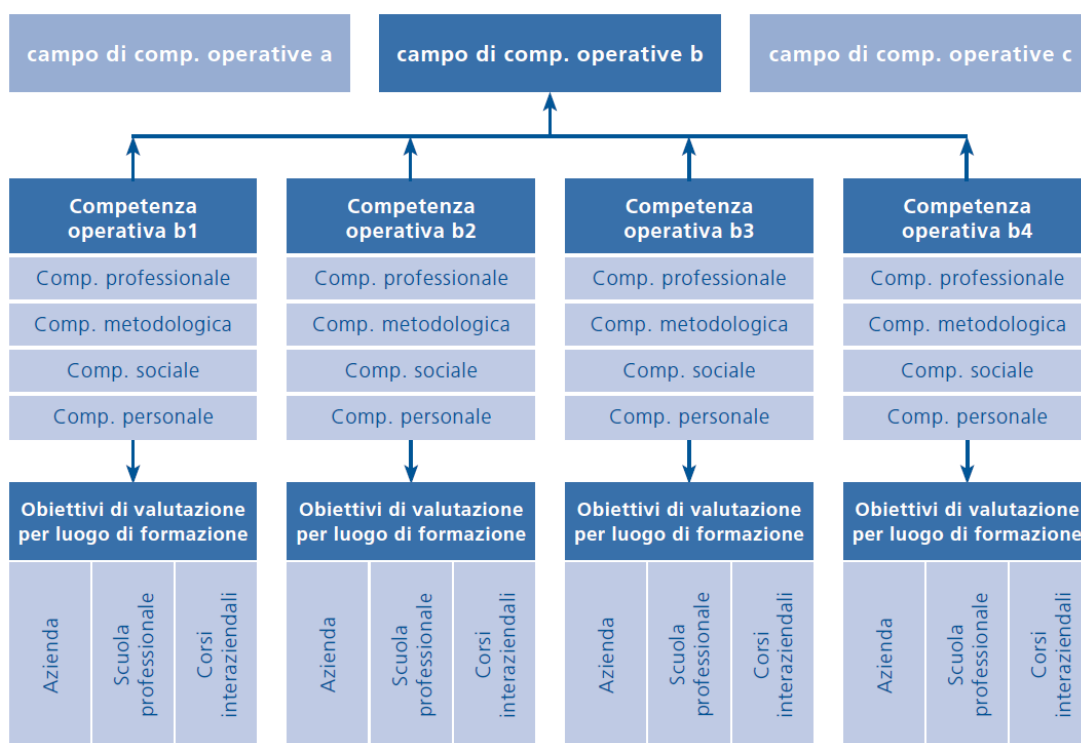 campo di comp. operative a
campo di comp. operative b
campo di comp. operative c
Competenza
operativa b1
Competenza
operativa b2
Competenza
operativa b3
Competenza
operativa b4
Comp. professionale
Comp. professionale
Comp. professionale
Comp. professionale
Comp. metodologica
Comp. metodologica
Comp. metodologica
Comp. metodologica
Comp. sociale
Comp. sociale
Comp. sociale
Comp. sociale
Comp. personale
Comp. personale
Comp. personale
Comp. personale
Obiettivi di valutazione
per luogo di formazione
Obiettivi di valutazione
per luogo di formazione
Obiettivi di valutazione
per luogo di formazione
Obiettivi di valutazione
per luogo di formazione
Azienda
Scuola
professionale
Corsi
interaziendali
Azienda
Scuola
professionale
Corsi
interaziendali
Azienda
Scuola
professionale
Corsi
interaziendali
Azienda
Scuola
professionale
Corsi
interaziendali